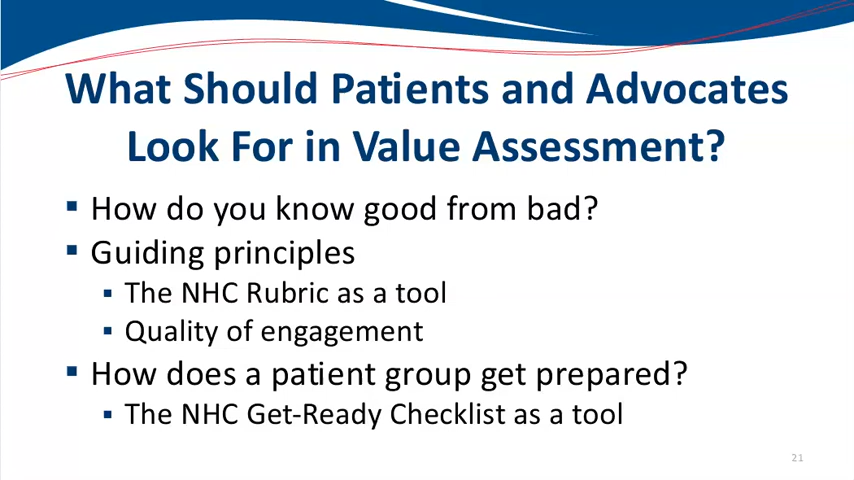 What Should Patients and Advocates
Look For in Value Assessment?
▪ How do you know good from bad?
▪ Guiding principles
▪ The NHC Rubric as a tool
▪ Quality of engagement
▪ How does a patient group get prepared?
▪ The NHC Get-Ready Checklist as a tool
21